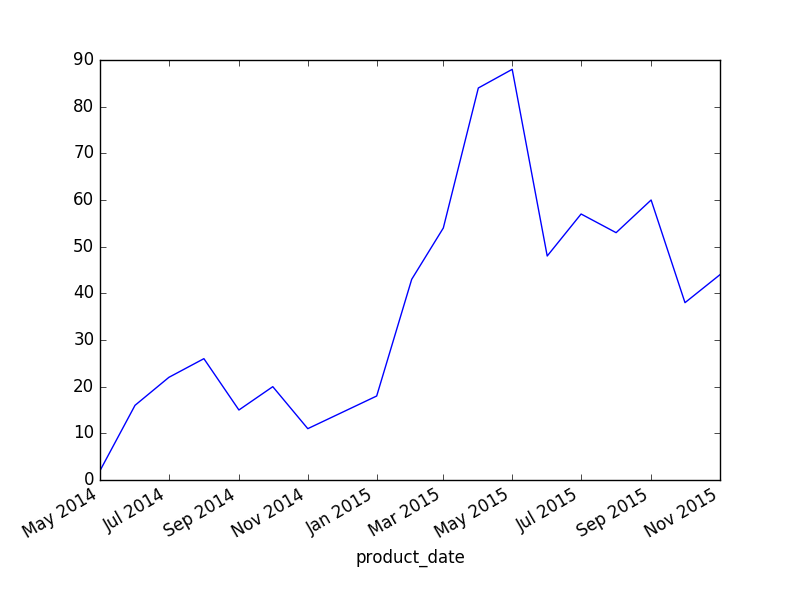 90
80
70
60
50
40
30
20
10
0
May 2014
Jul 2014
Sep 2014
Nov 2014
Jan 2015
Mar 2015
May 2015
Jul 2015
Sep 2015
Nov 2015
product_date